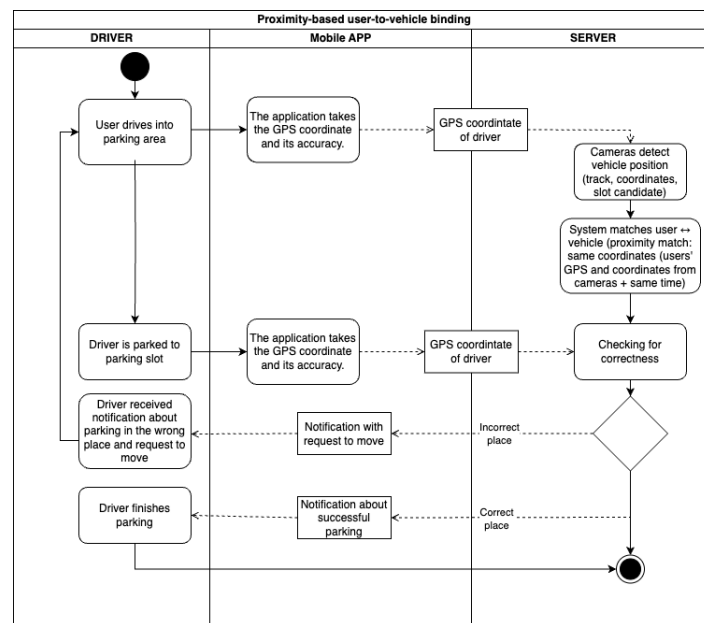 Proximity-based user-to-vehicle binding
DRIVER
Mobile APP
SERVER
User drives into
parking area
The application takes
the GPS coordinate
and its accuracy.
GPS coordintate
of driver
Cameras detect
vehicle position
(track, coordinates,
slot candidate)
System matches user ↔
vehicle (proximity match:
same coordinates (users'
GPS and coordinates from
cameras + same time)
Driver is parked to
parking slot
The application takes
the GPS coordinate
and its accuracy.
GPS coordintate
of driver
Checking for
correctness
Driver received
notification about
parking in the wrong
place and request to
move
Notification with
request to move
Incorrect
place
Driver finishes
parking
Notification about
successful
parking
Correct
place